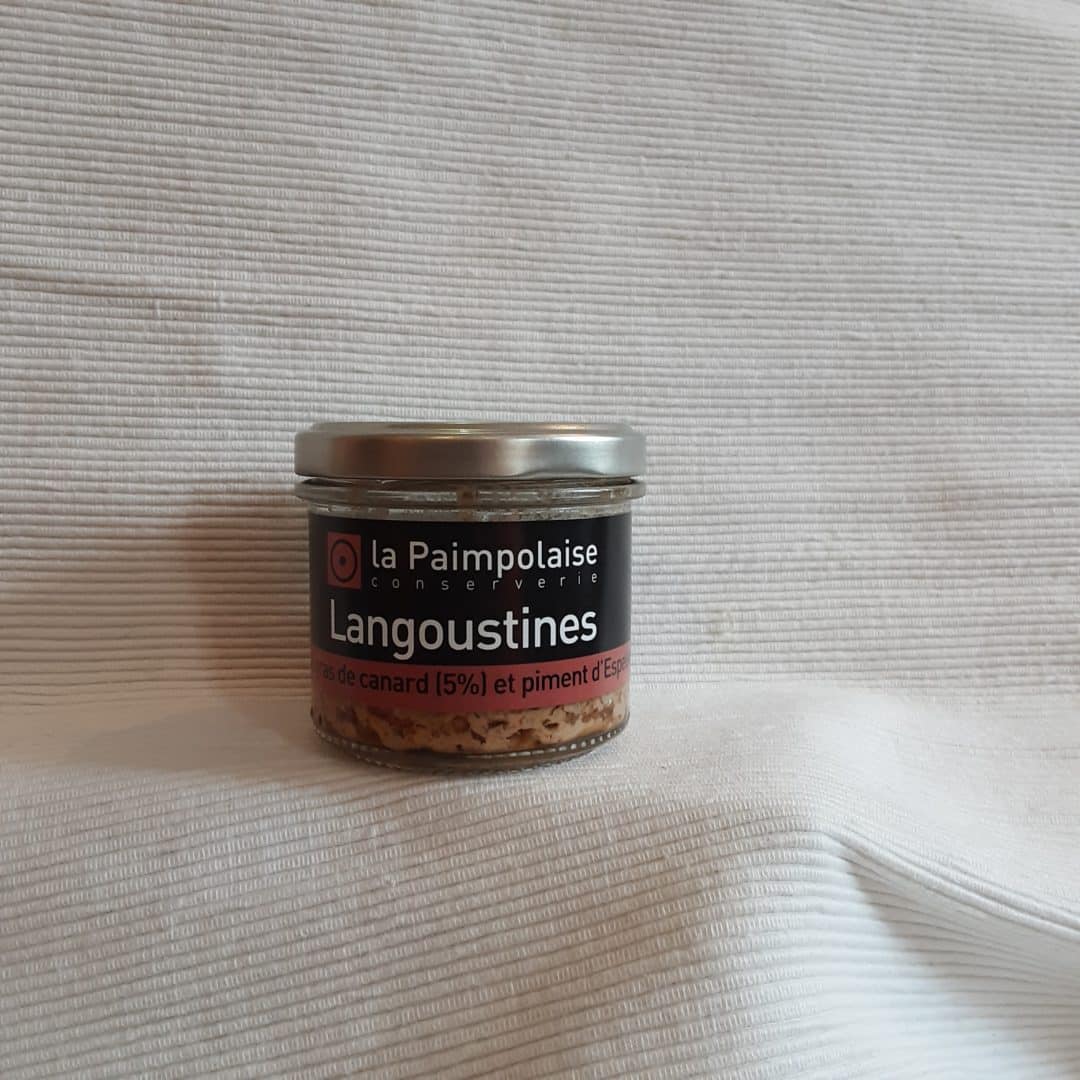 la Paimpolaise
conserverie
Langoustines
de canard (5%) et piment